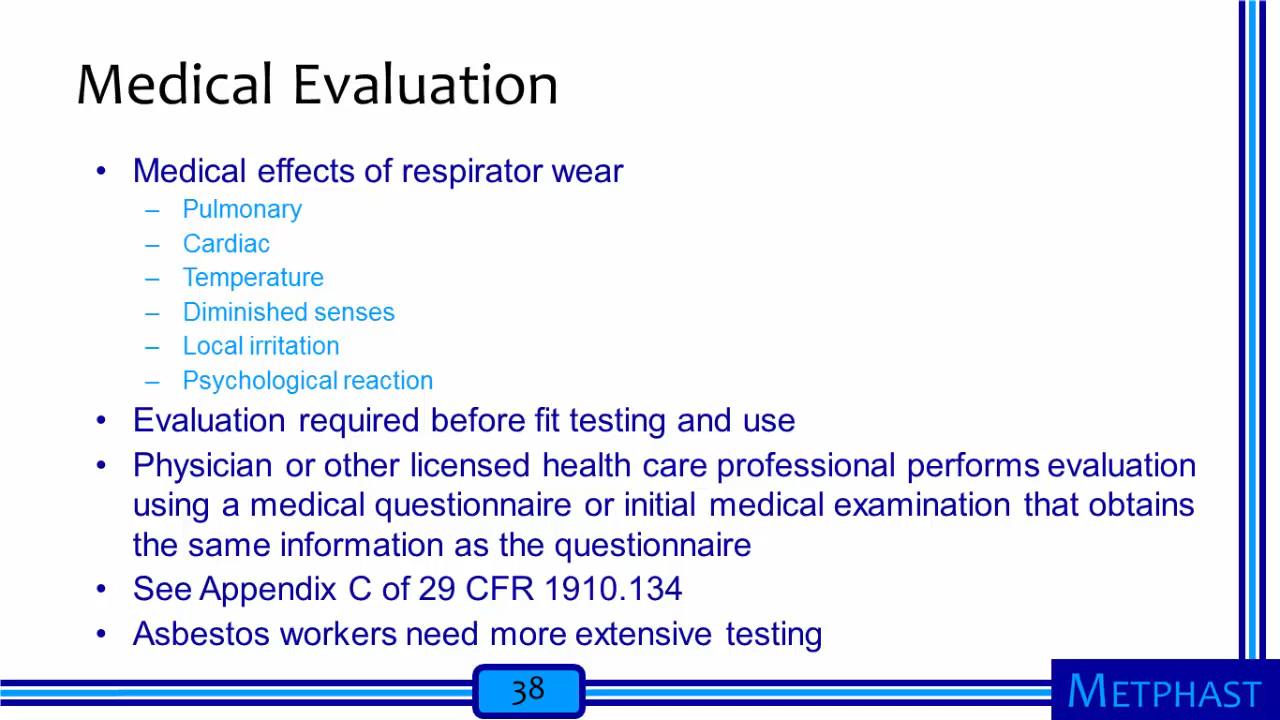 Medical Evaluation
• Medical effects of respirator wear
– Pulmonary
– Cardiac
– Temperature
– Diminished senses
– Local irritation
– Psychological reaction
• Evaluation required before fit testing and use
• Physician or other licensed health care professional performs evaluation
using a medical questionnaire or initial medical examination that obtains
the same information as the questionnaire
• See Appendix C of 29 CFR 1910.134
• Asbestos workers need more extensive testing
38
METPHAST